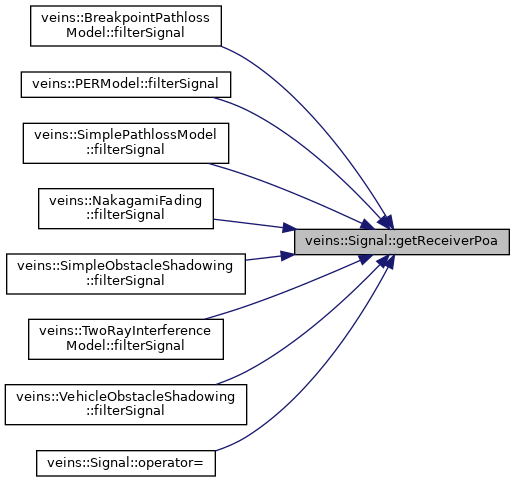 veins::BreakpointPathloss
Model::filterSignal
veins::PERModel::filterSignal
veins::SimplePathlossModel
::filterSignal
veins::NakagamiFading
::filterSignal
veins::Signal::getReceiverPoa
veins::SimpleObstacleShadowing
::filterSignal
veins::TwoRayInterference
Model::filterSignal
veins::VehicleObstacleShadowing
::filterSignal
veins::Signal::operator=